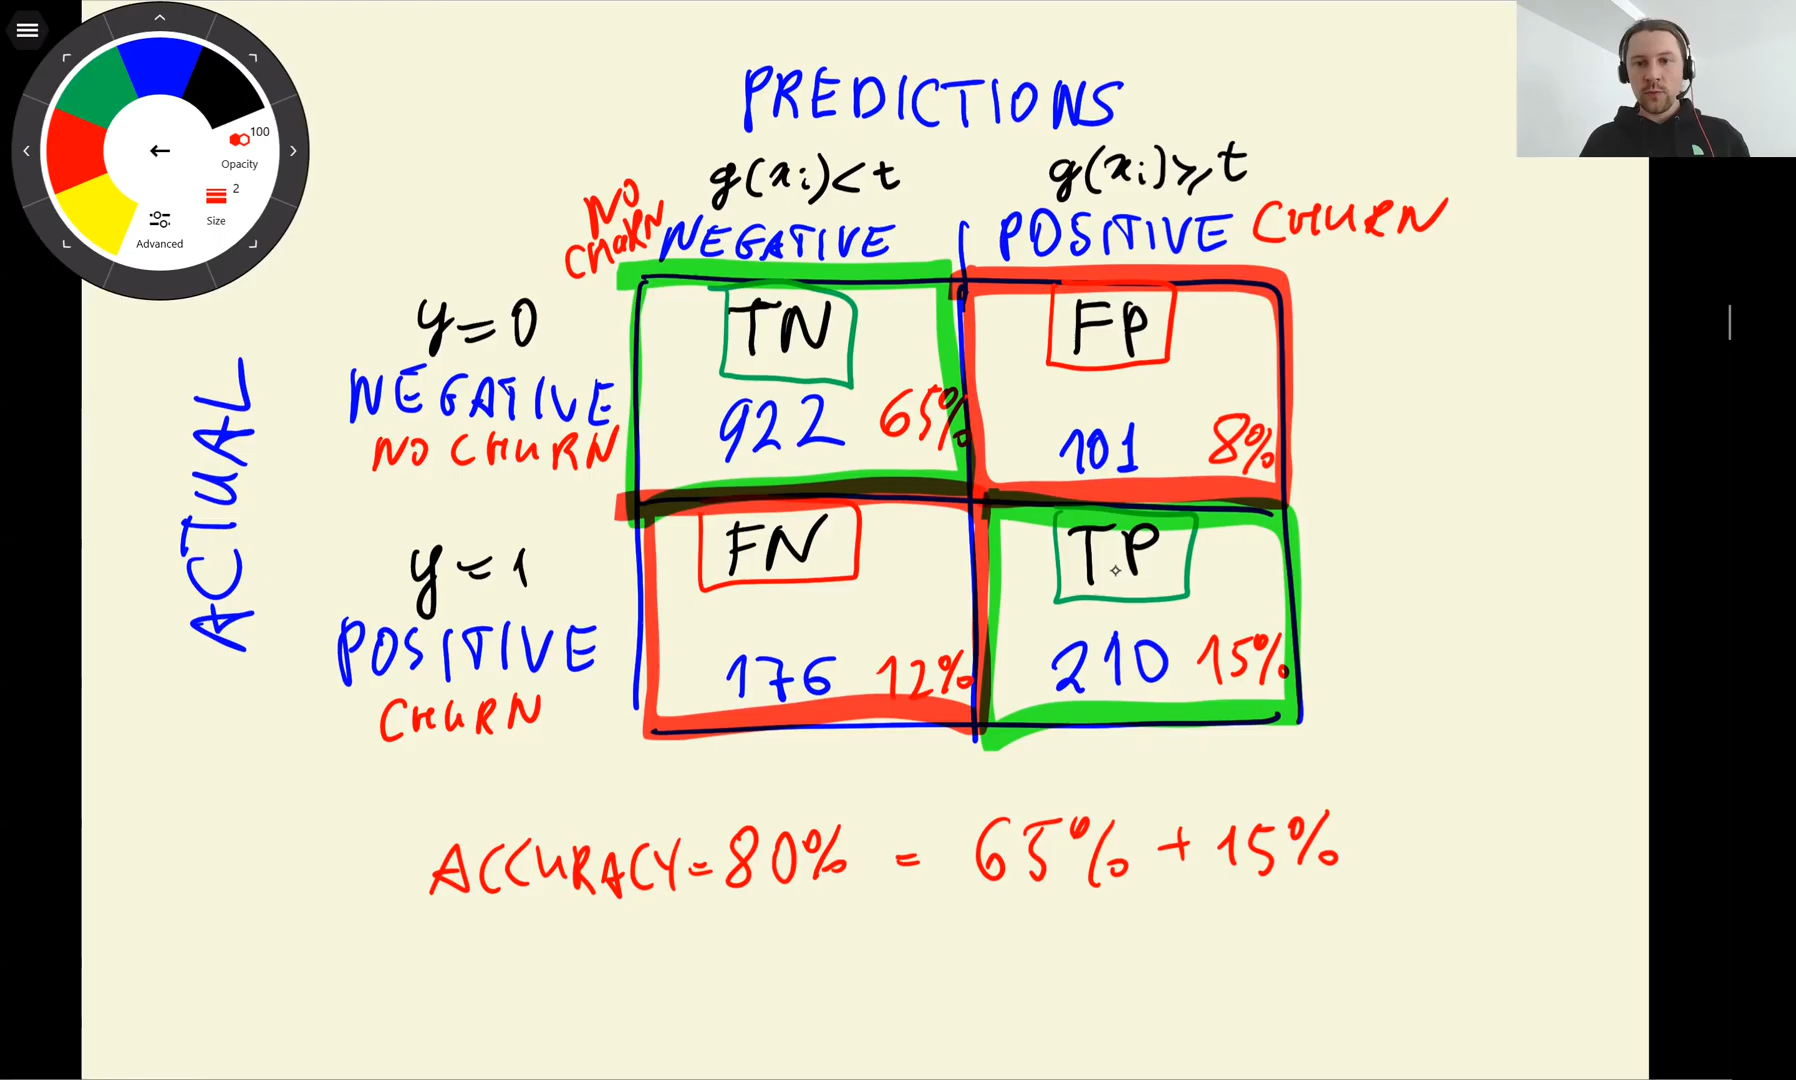 100
Opacity
2
Size
Advanced
PREDICTIONS
g(xi)<t
g(xi)⩾t
NO
CHURN
NEGATIVE
POSITIVE CHURN
ACTUAL
y=0
NEGATIVE
NO CHURN
TN
922 65%
FP
101 8%
y=1
POSITIVE
CHURN
FN
176 12%
TP
210 15%
ACCURACY=80% = 65% + 15%